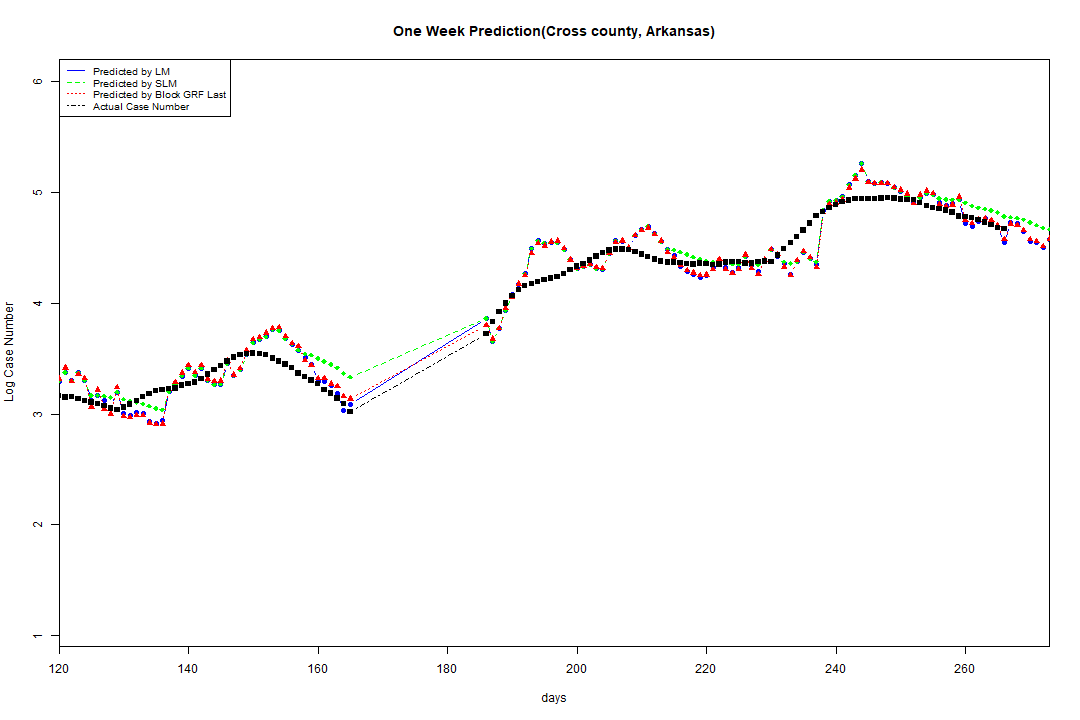 One Week Prediction(Cross county, Arkansas)
Predicted by LM
Predicted by SLM
Predicted by Block GRF Last
Actual Case Number
Log Case Number
6
5
4
3
2
1
120 140 160 180 200 220 240 260
days